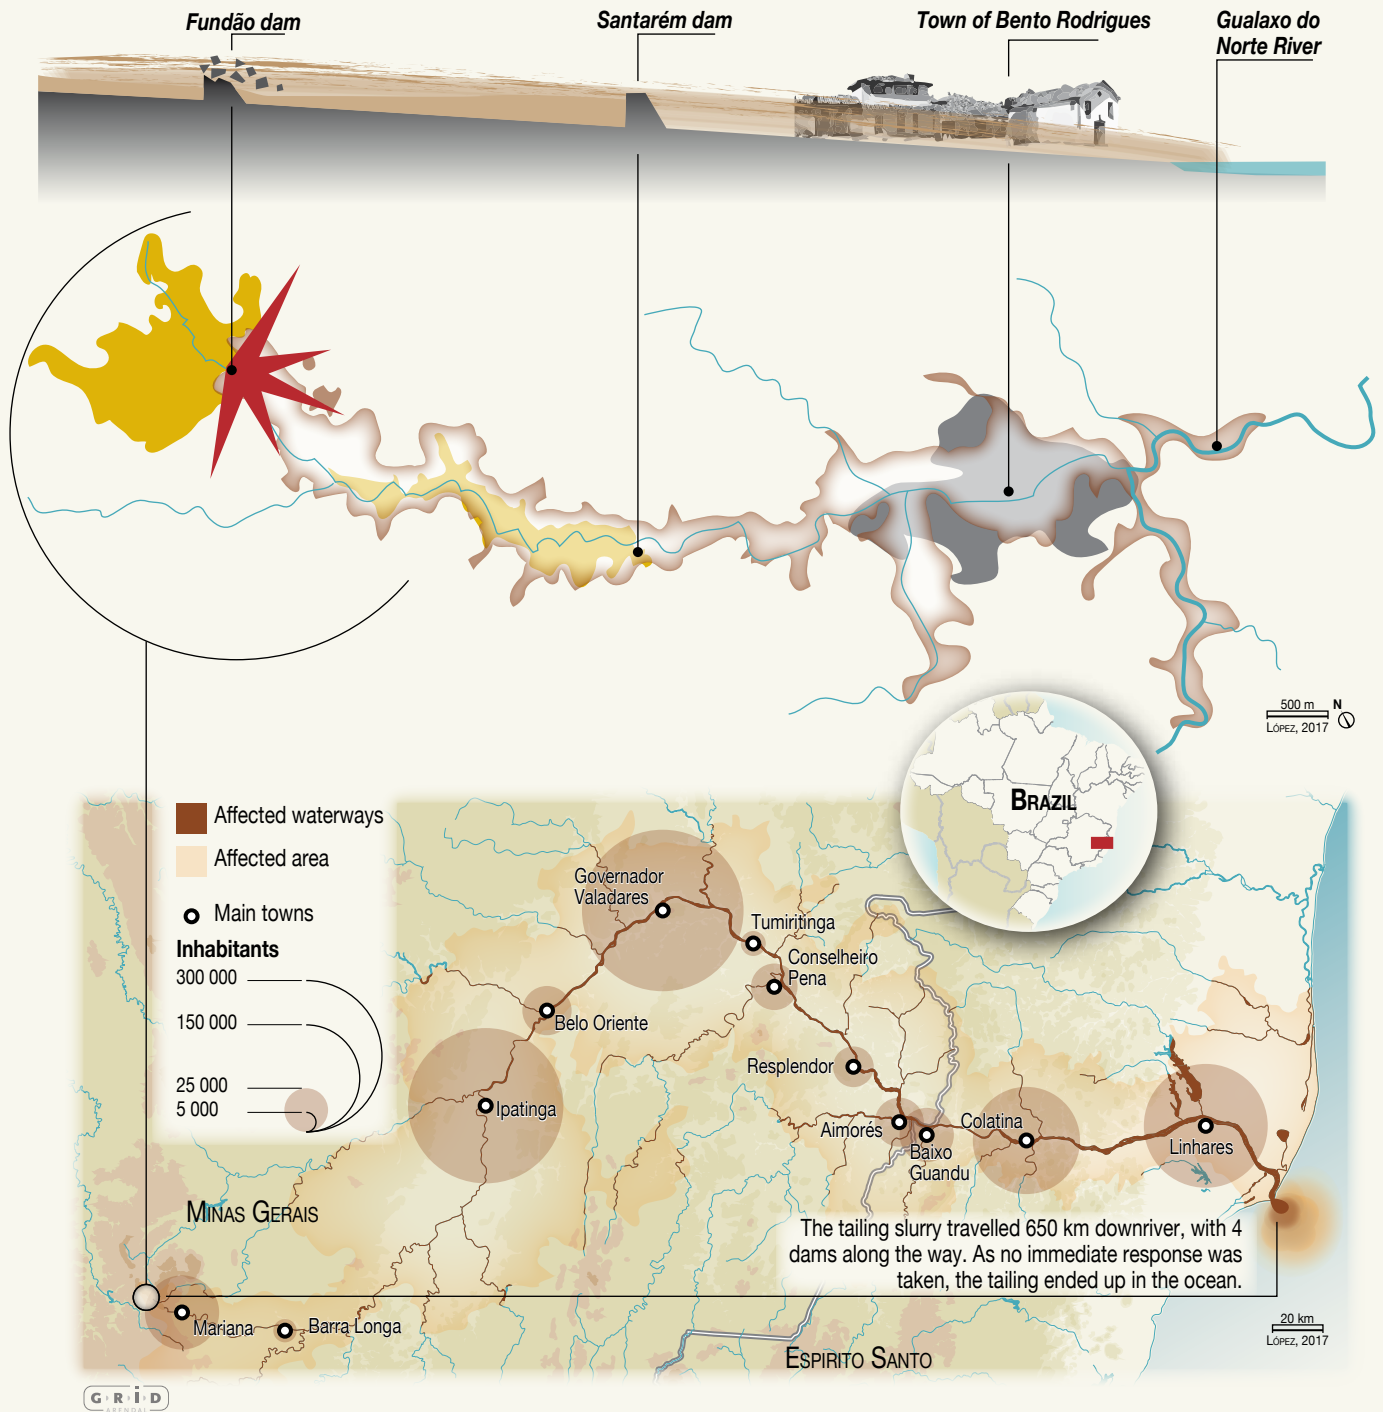 Fundão dam
Santarém dam
Town of Bento Rodrigues
Gualaxo do
Norte River
500 m
N
López, 2017
Brazil
Affected waterways
Affected area
Main towns
Inhabitants
300 000
150 000
25 000
5 000
Governador
Valadares
Tumiritinga
Conselheiro
Pena
Belo Oriente
Resplendor
Ipatinga
Aimorés
Baixo
Guandu
Colatina
Linhares
Minas Gerais
The tailing slurry travelled 650 km downriver, with 4
dams along the way. As no immediate response was
taken, the tailing ended up in the ocean.
Mariana
Barra Longa
Espirito Santo
20 km
López, 2017
GRID
ARENDAL